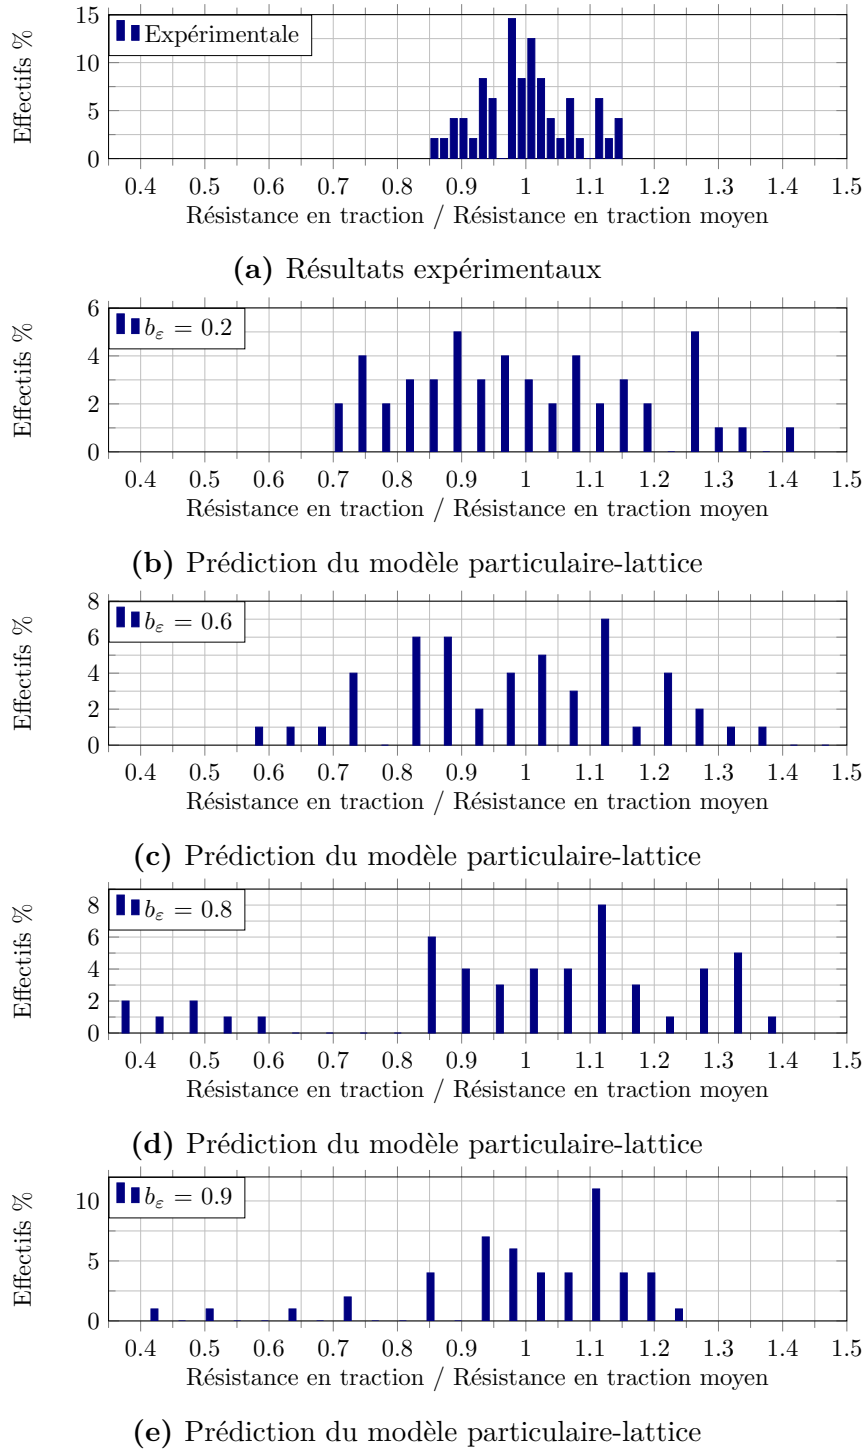 15
10
5
0
Effectifs %
Expérimentale
0.4 0.5 0.6 0.7 0.8 0.9 1 1.1 1.2 1.3 1.4 1.5
Résistance en traction / Résistance en traction moyen
(a) Résultats expérimentaux
6
4
2
0
Effectifs %
bε = 0.2
0.4 0.5 0.6 0.7 0.8 0.9 1 1.1 1.2 1.3 1.4 1.5
Résistance en traction / Résistance en traction moyen
(b) Prédiction du modèle particulaire-lattice
8
6
4
2
0
Effectifs %
bε = 0.6
0.4 0.5 0.6 0.7 0.8 0.9 1 1.1 1.2 1.3 1.4 1.5
Résistance en traction / Résistance en traction moyen
(c) Prédiction du modèle particulaire-lattice
8
6
4
2
0
Effectifs %
bε = 0.8
0.4 0.5 0.6 0.7 0.8 0.9 1 1.1 1.2 1.3 1.4 1.5
Résistance en traction / Résistance en traction moyen
(d) Prédiction du modèle particulaire-lattice
10
5
0
Effectifs %
bε = 0.9
0.4 0.5 0.6 0.7 0.8 0.9 1 1.1 1.2 1.3 1.4 1.5
Résistance en traction / Résistance en traction moyen
(e) Prédiction du modèle particulaire-lattice